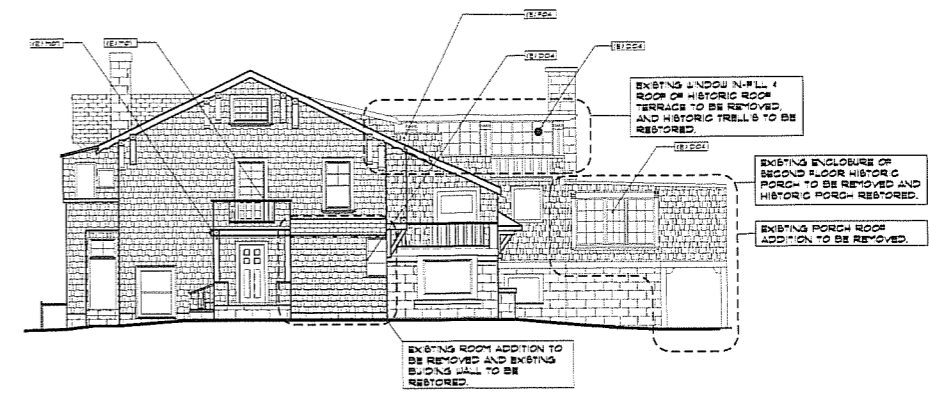 EXISTING WINDOW IN-FILL &
ROOF OF HISTORIC ROOF
TERRACE TO BE REMOVED,
AND HISTORIC TRELLIS TO BE
RESTORED.
EXISTING ENCLOSURE OF
SECOND FLOOR HISTORIC
PORCH TO BE REMOVED AND
HISTORIC PORCH RESTORED.
EXISTING PORCH ROOF
ADDITION TO BE REMOVED.
EXISTING ROOM ADDITION TO
BE REMOVED AND EXISTING
BUIDING WALL TO BE
RESTORED.